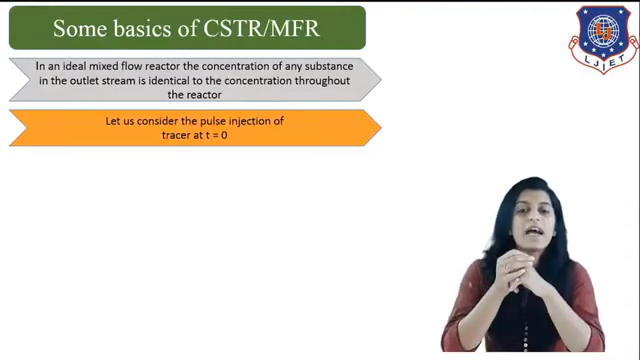 Some basics of CSTR/MFR
In an ideal mixed flow reactor the concentration of any substance
in the outlet stream is identical to the concentration throughout
the reactor
Let us consider the pulse injection of
tracer at t = 0
LJIET